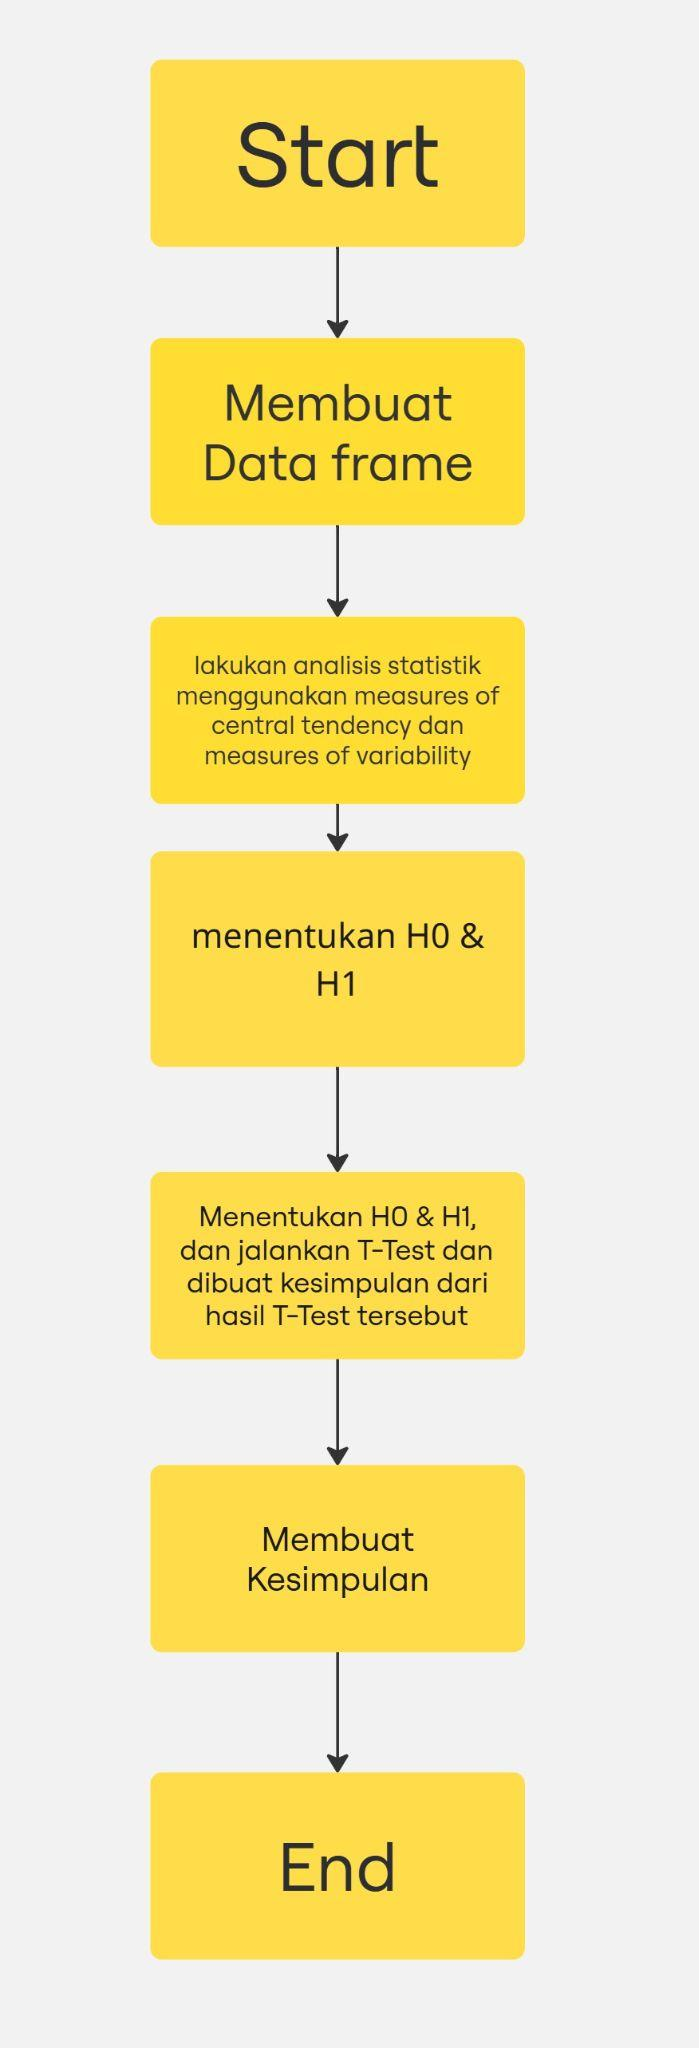 Start
Membuat
Data frame
lakukan analisis statistik
menggunakan measures of
central tendency dan
measures of variability
menentukan H0 &
H1
Menentukan H0 & H1,
dan jalankan T-Test dan
dibuat kesimpulan dari
hasil T-Test tersebut
Membuat
Kesimpulan
End